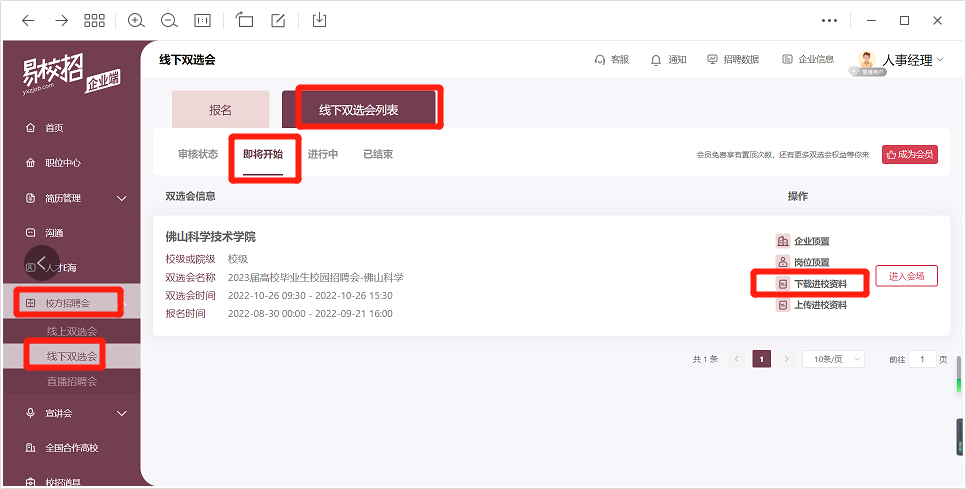 易校招
yxzjob.com
企业端
线下双选会
客服
通知
招聘数据
企业信息
人事经理
普通用户
首页
职位中心
简历管理
沟通
人才汇海
校方招聘会
线上双选会
线下双选会
直播招聘会
宣讲会
全国合作高校
报名
线下双选会列表
审核状态
即将开始
进行中
已结束
会员免费享有置顶次数，还有更多双选会权益等你来
成为会员
双选会信息
操作
佛山科学技术学院
校级或院级 校级
双选会名称 2023届高校毕业生校园招聘会-佛山科学
双选会时间 2022-10-26 09:30 - 2022-10-26 15:30
报名时间 2022-08-30 00:00 - 2022-09-21 16:00
企业顶置
岗位顶置
下载进校资料
上传进校资料
进入会场
共 1 条
1
10条/页
前往 1 页